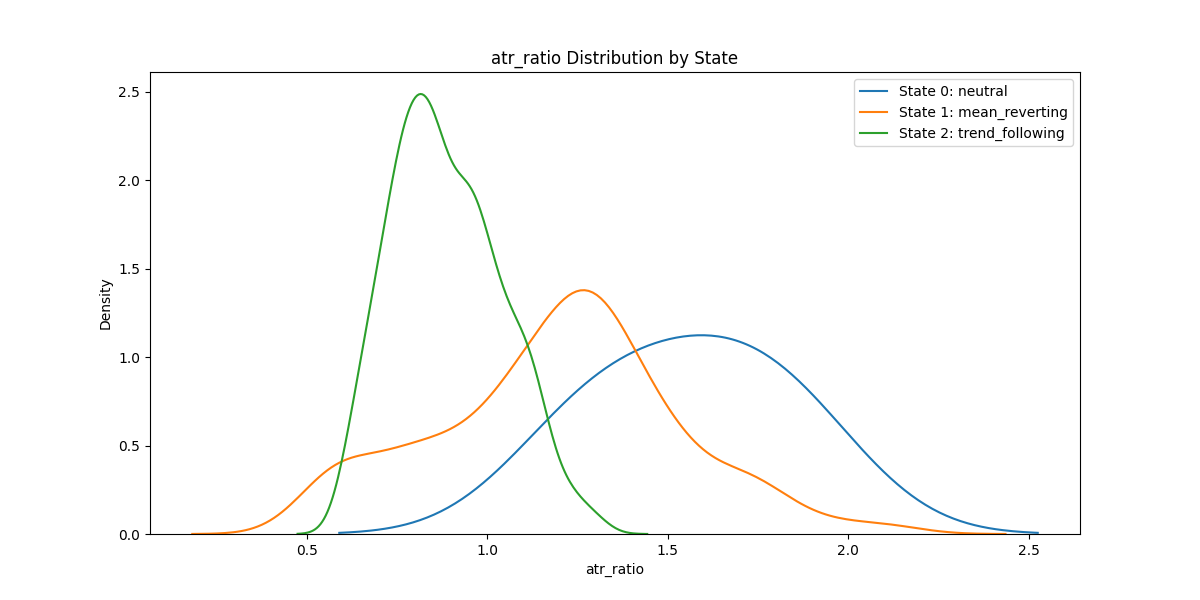 atr_ratio Distribution by State
State 0: neutral
State 1: mean_reverting
State 2: trend_following
Density
2.5
2.0
1.5
1.0
0.5
0.0
0.5 1.0 1.5 2.0 2.5
atr_ratio